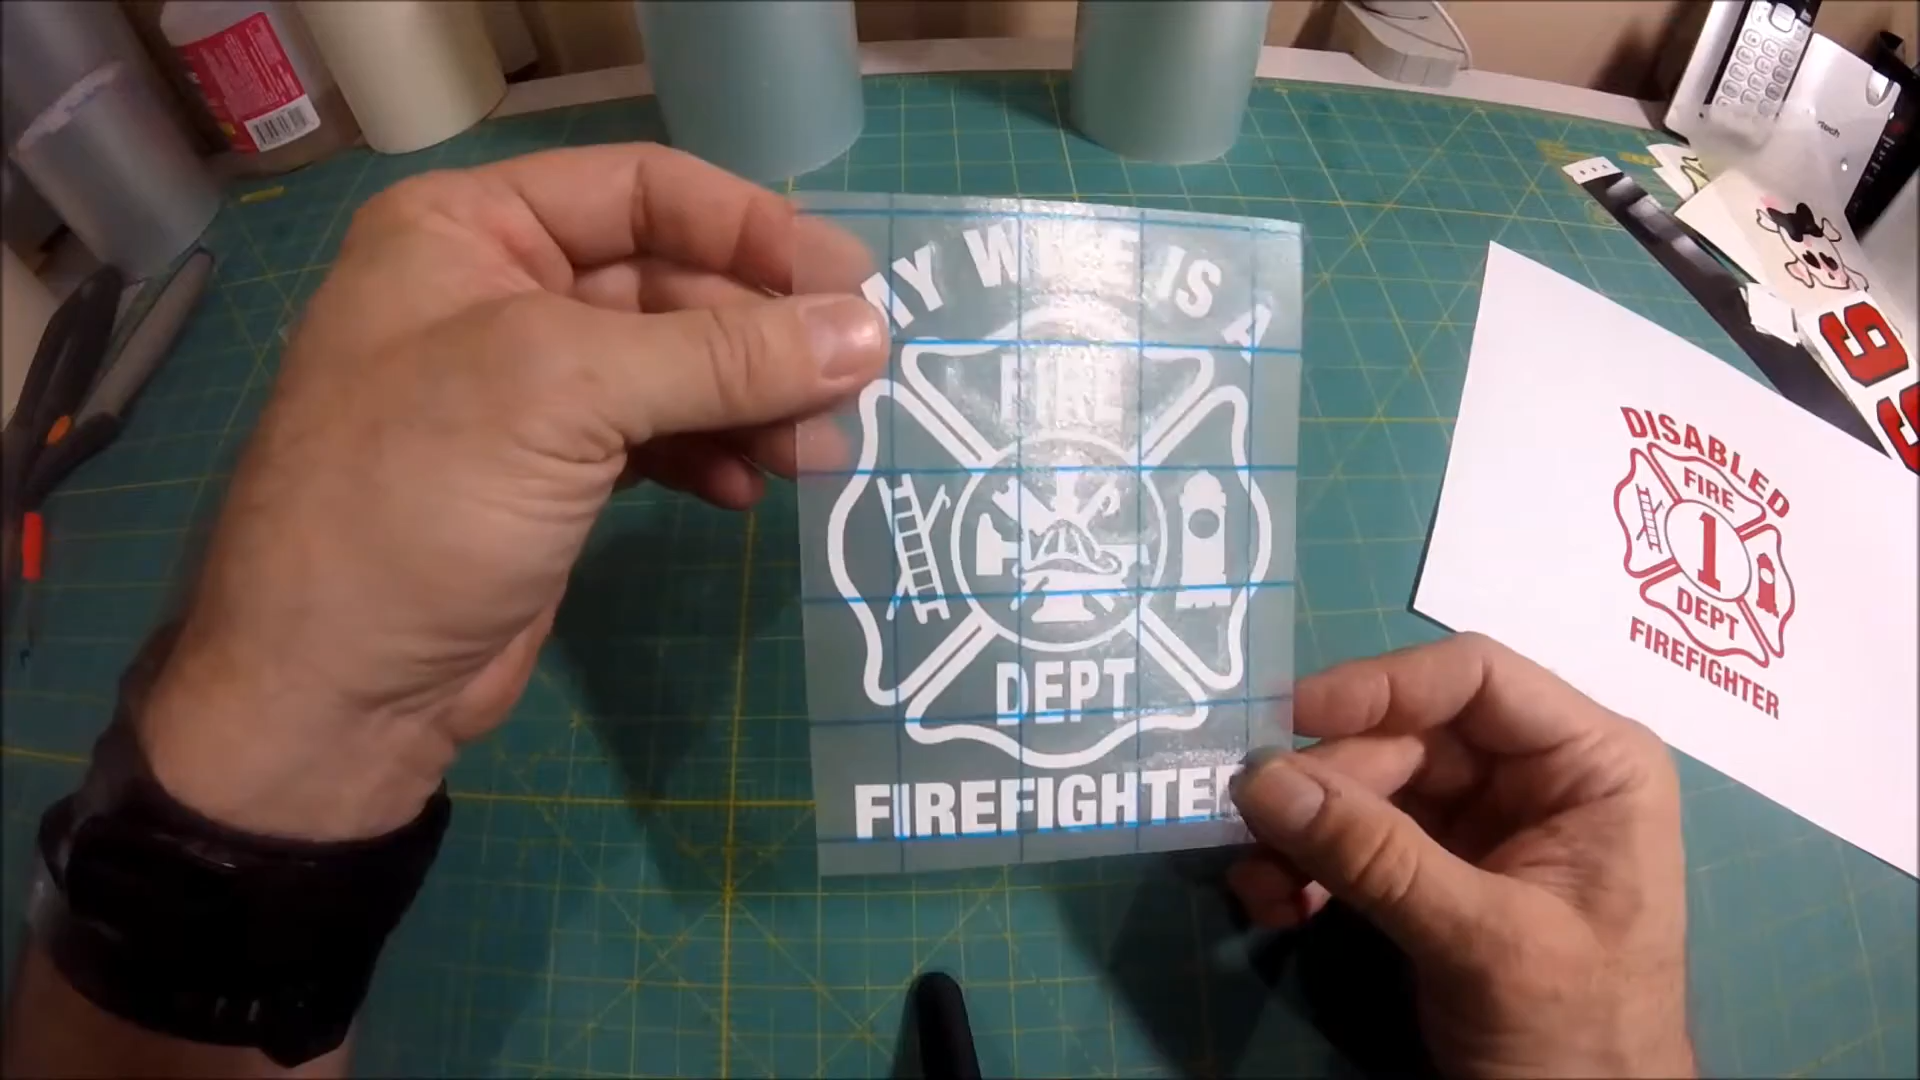 MY WIFE IS A
FIRE
DEPT
FIREFIGHTER
DISABLED
FIRE
1
DEPT
FIREFIGHTER